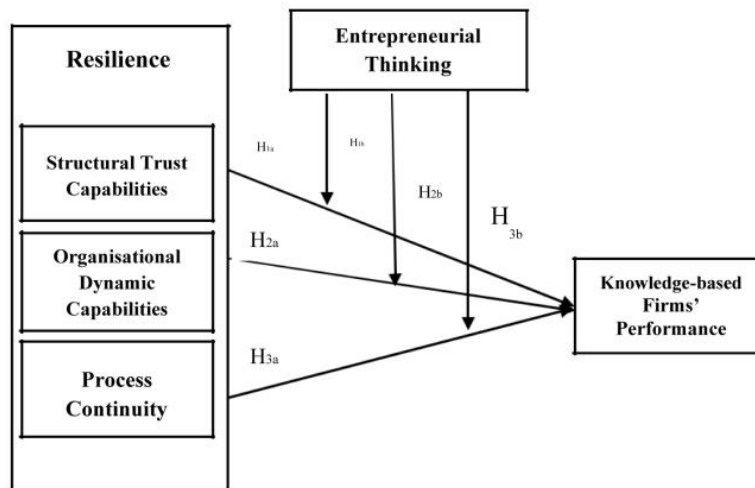 Resilience
Entrepreneurial
Thinking
Structural Trust
Capabilities
Organisational
Dynamic
Capabilities
Process
Continuity
H1a
H1b
H2a
H2b
H
3b
H3a
Knowledge-based
Firms'
Performance